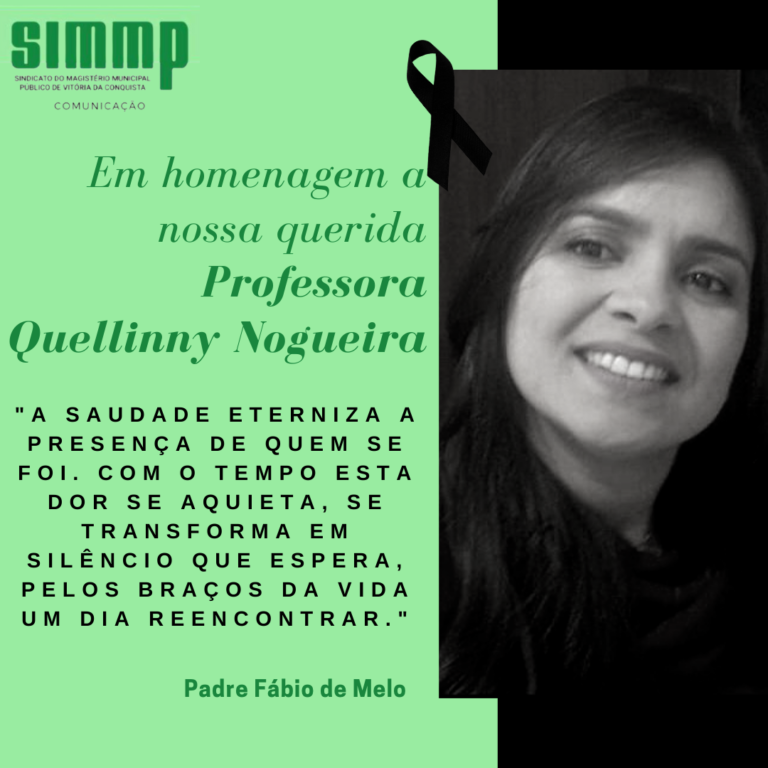 SIMMP
SINDICATO DO MAGISTÉRIO MUNICIPAL
PÚBLICO DE VITÓRIA DA CONQUISTA
COMUNICAÇÃO
Em homenagem a
nossa querida
Professora
Quellinny Nogueira
"A SAUDADE ETERNIZA A
PRESENÇA DE QUEM SE
FOI. COM O TEMPO ESTA
DOR SE AQUIETA, SE
TRANSFORMA EM
SILÊNCIO QUE ESPERA,
PELOS BRAÇOS DA VIDA
UM DIA REENCONTRAR."
Padre Fábio de Melo